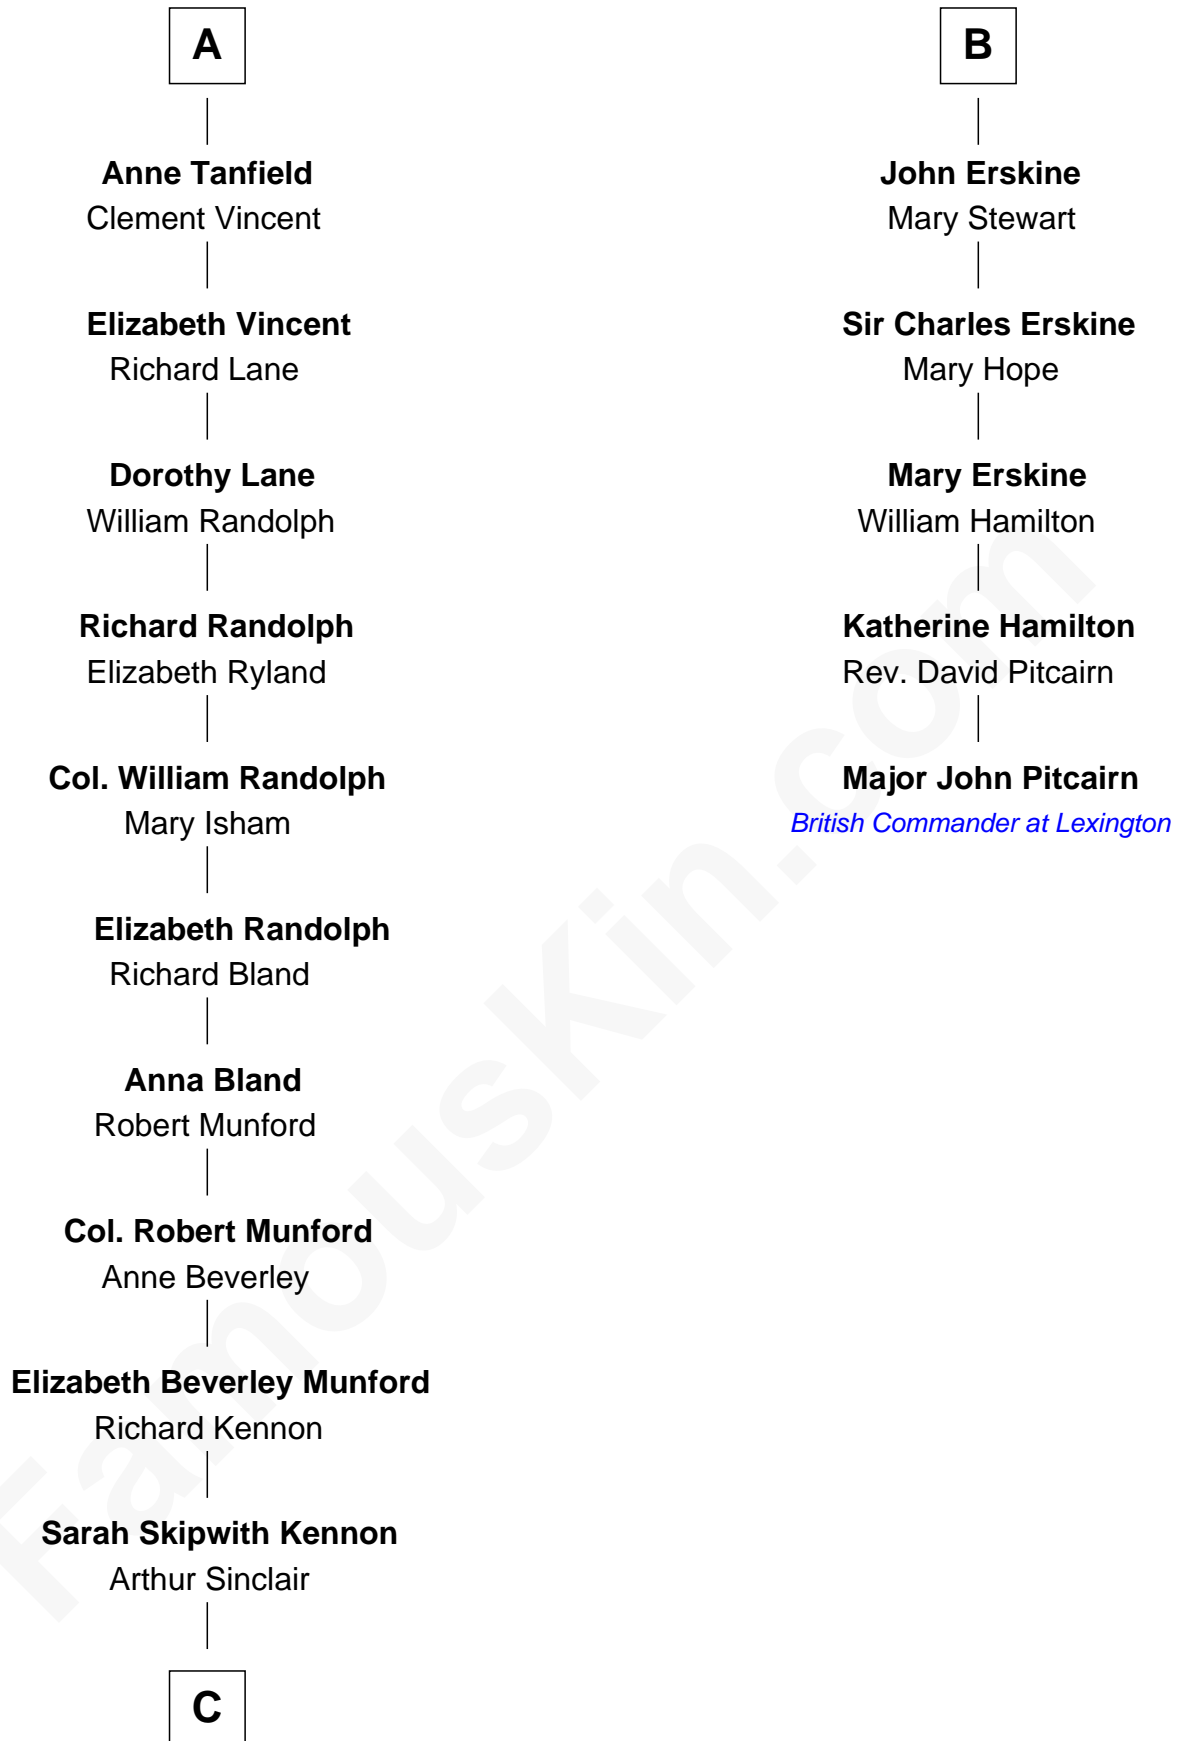 A
Anne Tanfield
Clement Vincent
Elizabeth Vincent
Richard Lane
Dorothy Lane
William Randolph
Richard Randolph
Elizabeth Ryland
Col. William Randolph
Mary Isham
Elizabeth Randolph
Richard Bland
Anna Bland
Robert Munford
Col. Robert Munford
Anne Beverley
Elizabeth Beverley Munford
Richard Kennon
Sarah Skipwith Kennon
Arthur Sinclair
C
B
John Erskine
Mary Stewart
Sir Charles Erskine
Mary Hope
Mary Erskine
William Hamilton
Katherine Hamilton
Rev. David Pitcairn
Major John Pitcairn
British Commander at Lexington
FamousKin.com